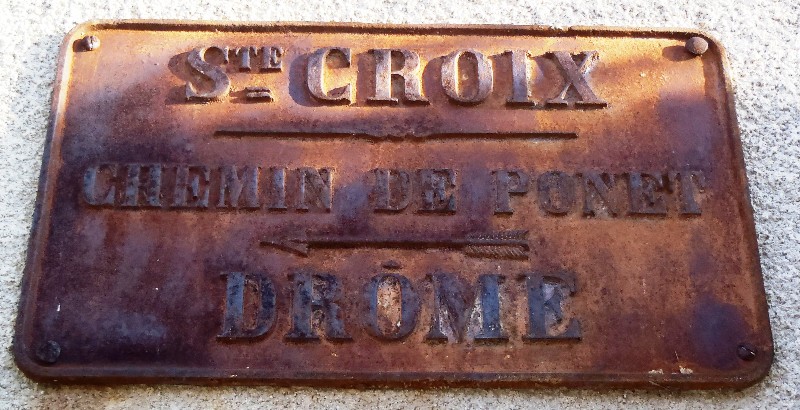 STE CROIX
CHEMIN DE PONET
DRÔME